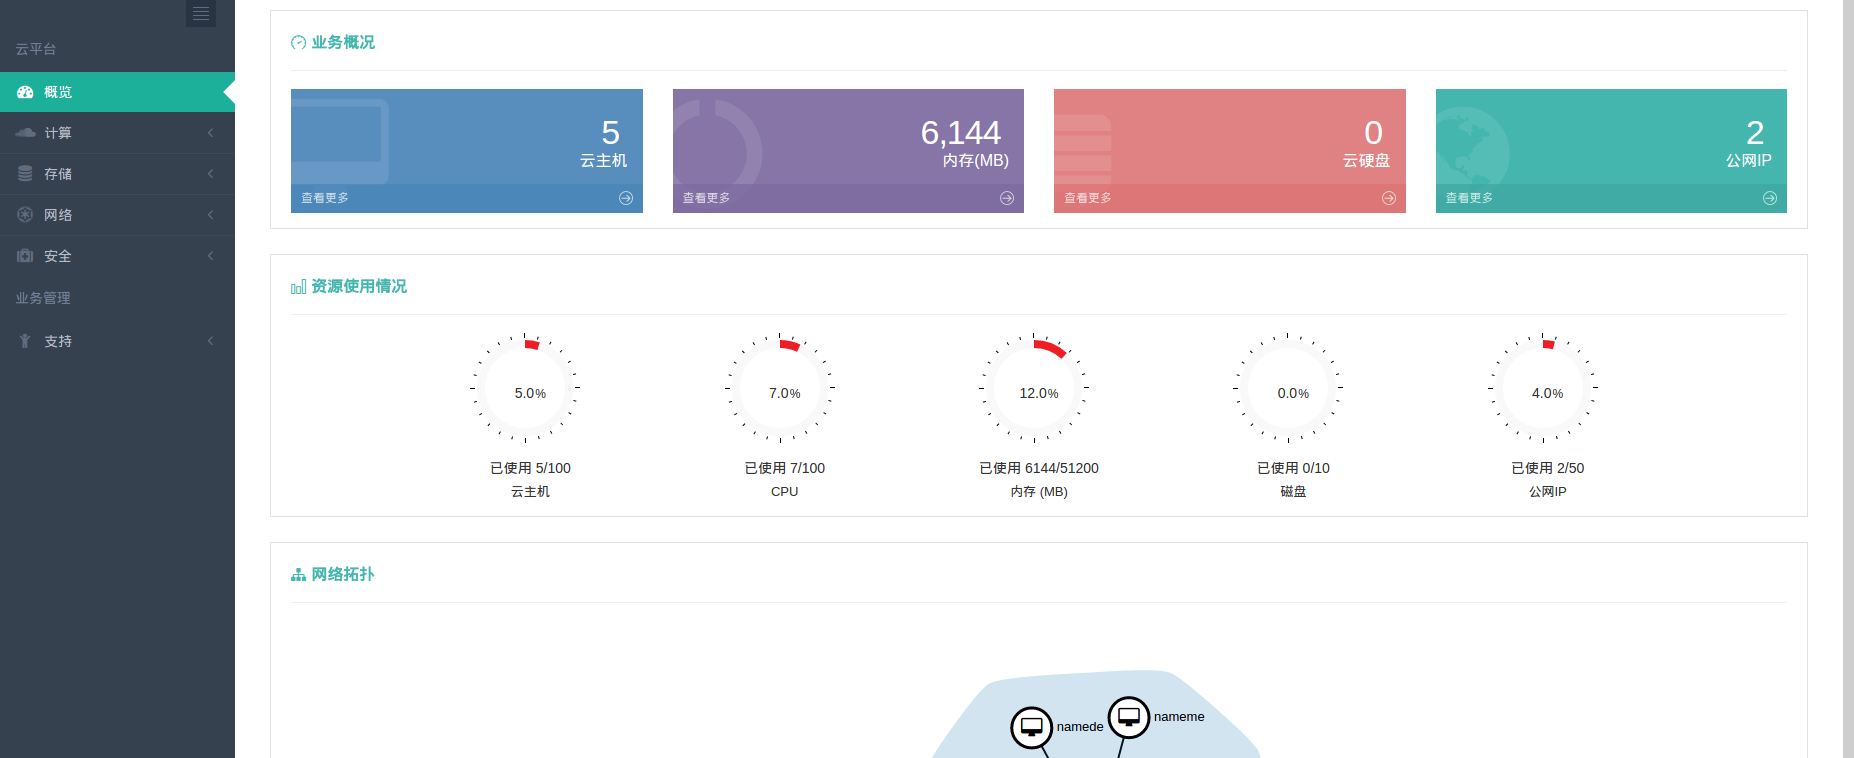 云平台
概览
计算
存储
网络
安全
业务管理
支持
业务概况
5
云主机
查看更多
6,144
内存(MB)
查看更多
0
云硬盘
查看更多
2
公网IP
查看更多
资源使用情况
5.0%
已使用 5/100
云主机
7.0%
已使用 7/100
CPU
12.0%
已使用 6144/51200
内存 (MB)
0.0%
已使用 0/10
磁盘
4.0%
已使用 2/50
公网IP
网络拓扑
namede
nameme